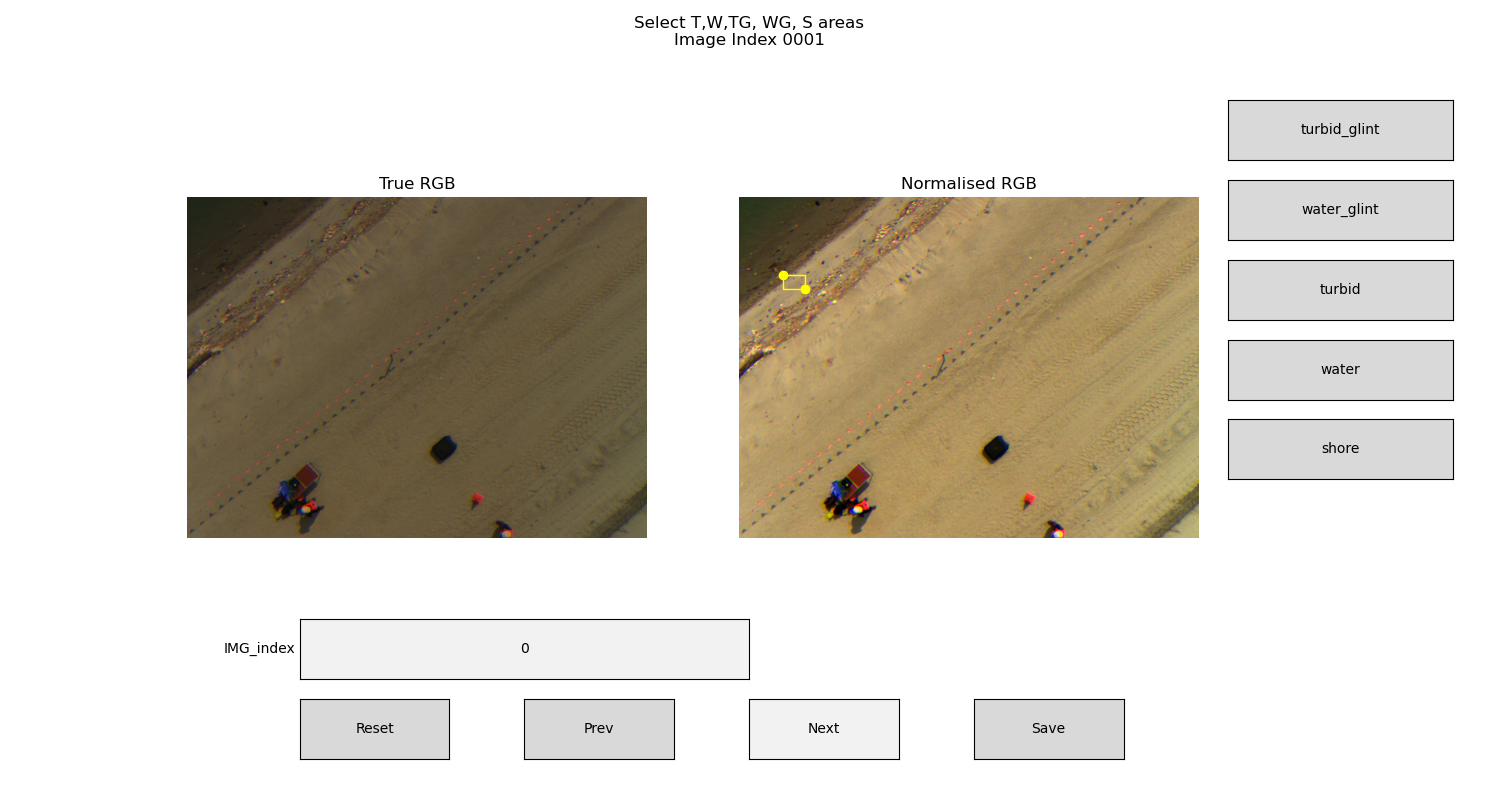 Select T,W,TG, WG, S areas
Image Index 0001
True RGB
Normalised RGB
turbid_glint
water_glint
turbid
water
shore
IMG_index
0
Reset
Prev
Next
Save